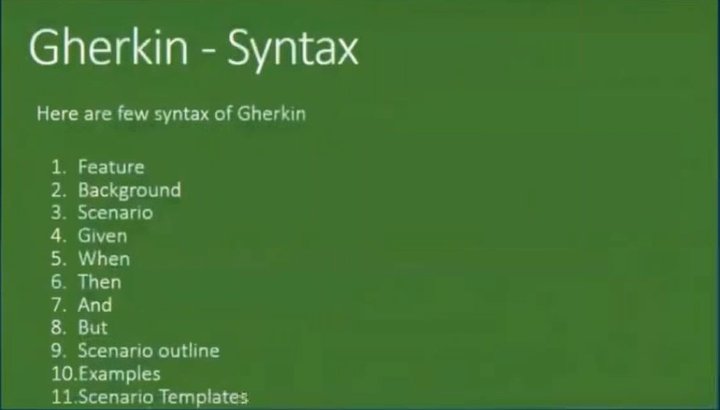 Gherkin - Syntax
Here are few syntax of Gherkin
1. Feature
2. Background
3. Scenario
4. Given
5. When
6. Then
7. And
8. But
9. Scenario outline
10.Examples
11.Scenario Templates